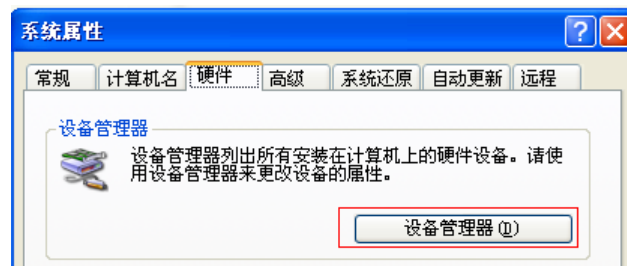 系统属性
常规 计算机名 硬件 高级 系统还原 自动更新 远程
设备管理器
设备管理器列出所有安装在计算机上的硬件设备。请使
用设备管理器来更改设备的属性。
设备管理器(D)